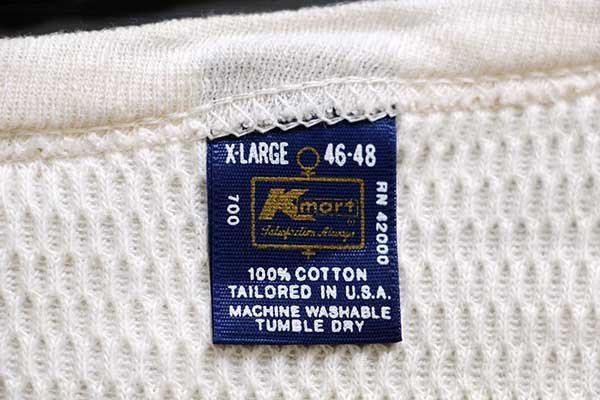 X-LARGE 46-48
700
Kmart
Satisfaction Always
RN 42000
100% COTTON
TAILORED IN U.S.A.
MACHINE WASHABLE
TUMBLE DRY